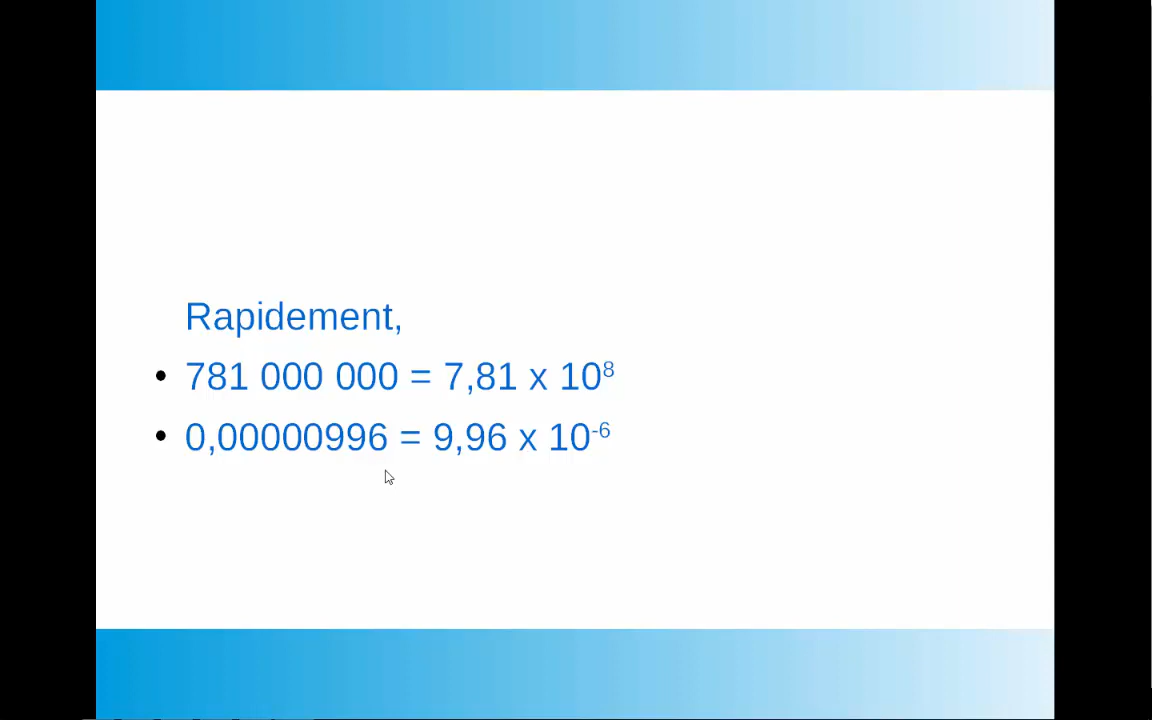 Rapidement,
• 781 000 000 = 7,81 x 10⁸
• 0,00000996 = 9,96 x 10⁻⁶